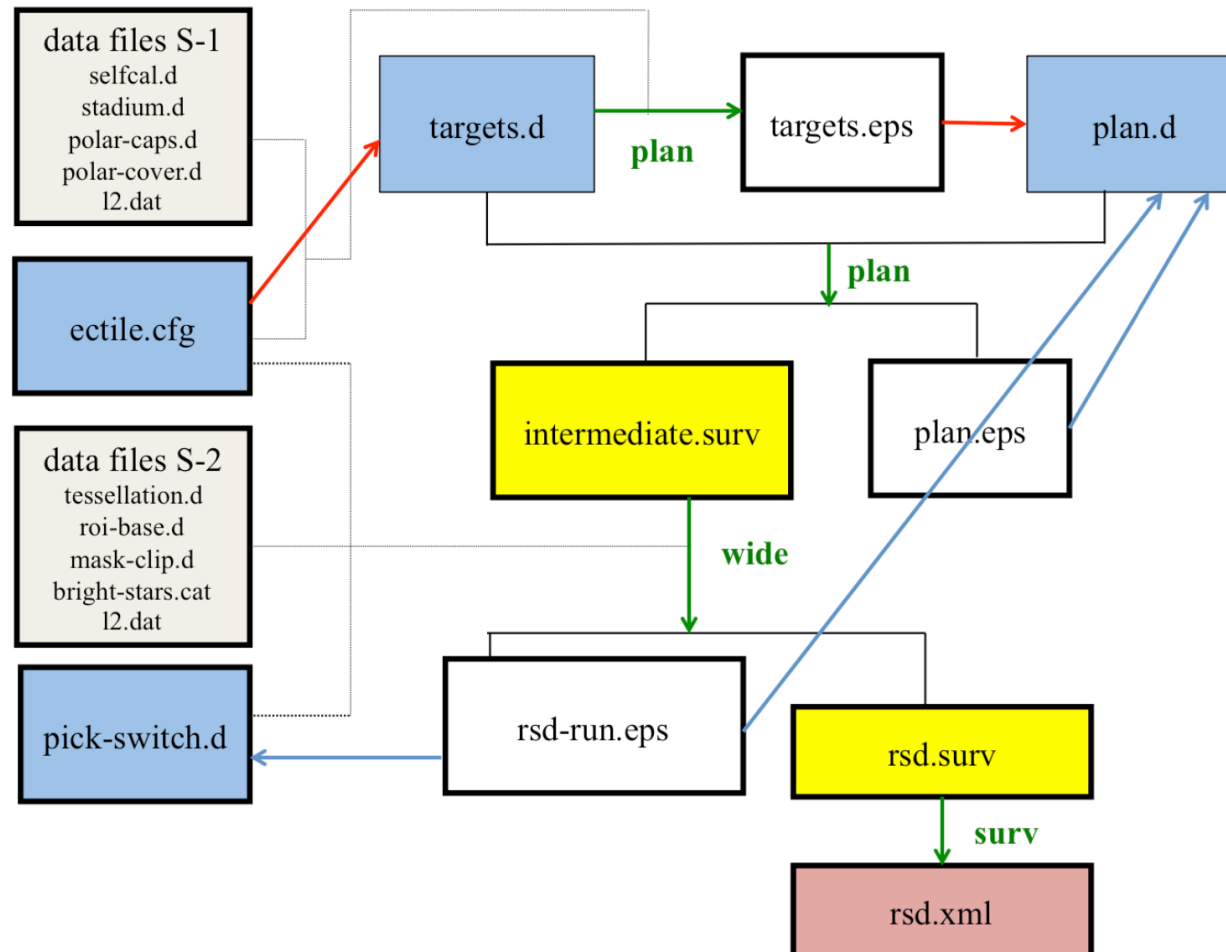 data files S-1
selfcal.d
stadium.d
polar-caps.d
polar-cover.d
l2.dat
targets.d
plan
targets.eps
plan.d
ectile.cfg
plan
intermediate.surv
plan.eps
data files S-2
tessellation.d
roi-base.d
mask-clip.d
bright-stars.cat
l2.dat
wide
pick-switch.d
rsd-run.eps
rsd.surv
surv
rsd.xml